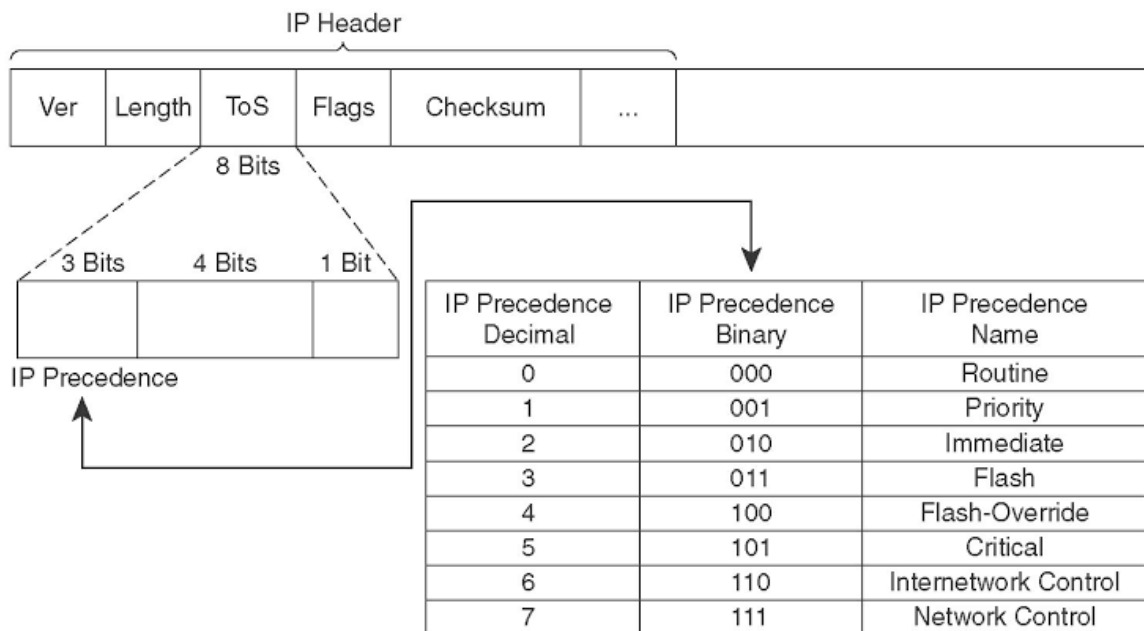 IP Header
Ver Length ToS Flags Checksum ...
8 Bits
3 Bits 4 Bits 1 Bit
IP Precedence
IP Precedence Decimal IP Precedence Binary IP Precedence Name
0 000 Routine
1 001 Priority
2 010 Immediate
3 011 Flash
4 100 Flash-Override
5 101 Critical
6 110 Internetwork Control
7 111 Network Control